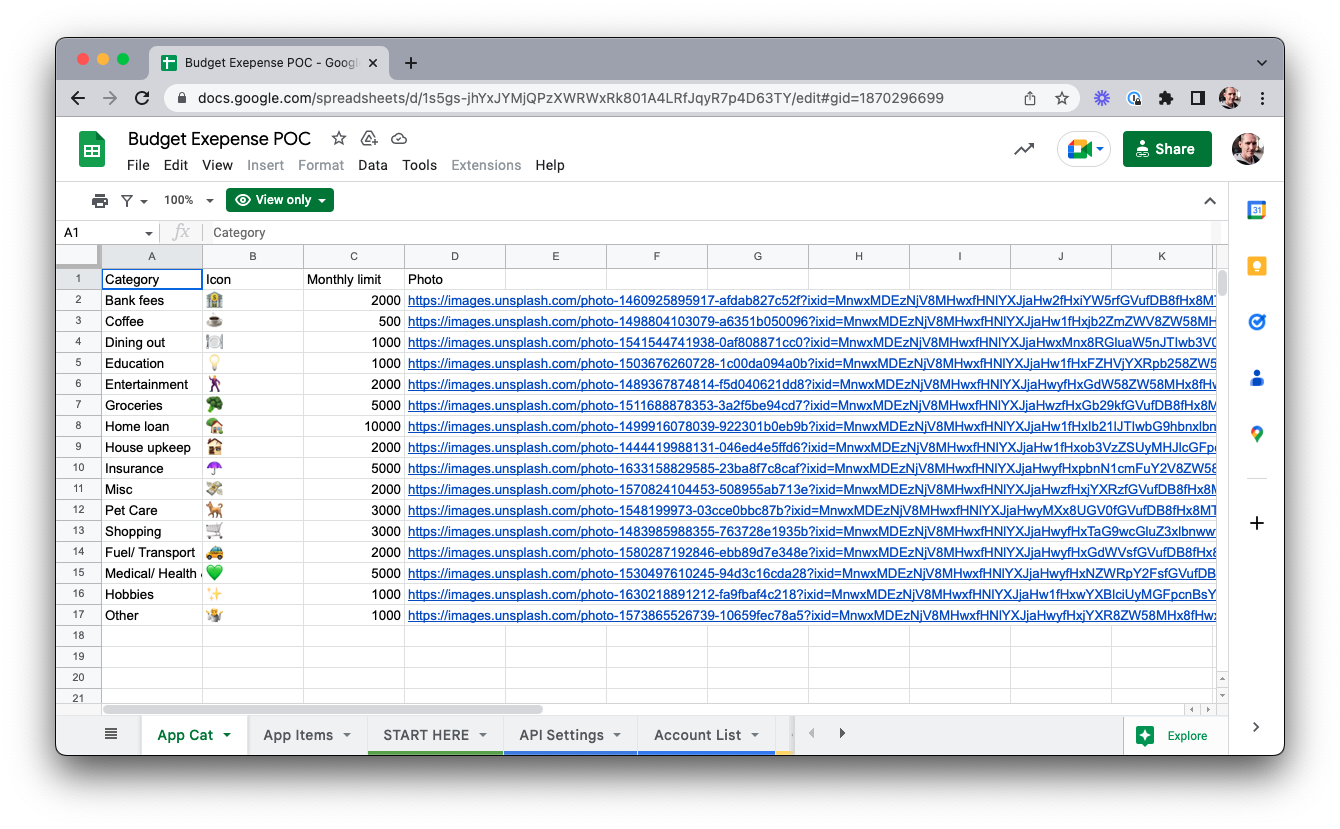 Budget Exepense POC - Googl
docs.google.com/spreadsheets/d/1s5gs-jhYxJYMjQPzXWRWxRk801A4LRfJqyR7p4D63TY/edit#gid=1870296699
Budget Exepense POC
File Edit View Insert Format Data Tools Extensions Help
Share
100% View only
31
A1 fx Category
A B C D E F G H I J K
1 Category Icon Monthly limit Photo
2 Bank fees 2000 https://images.unsplash.com/photo-1460925895917-afdab827c52f?ixid=MnwxMDEzNjV8MHwxfHNlYXJjaHw2fHxiYW5rfGVufDB8fHx8MT
3 Coffee 500 https://images.unsplash.com/photo-1498804103079-a6351b050096?ixid=MnwxMDEzNjV8MHwxfHNlYXJjaHw1fHxjb2ZmZWV8ZW58MH
4 Dining out 1000 https://images.unsplash.com/photo-1541544741938-0af808871cc0?ixid=MnwxMDEzNjV8MHwxfHNlYXJjaHwxMnx8RGluaW5nJTIwb3V0
5 Education 1000 https://images.unsplash.com/photo-1503676260728-1c00da094a0b?ixid=MnwxMDEzNjV8MHwxfHNlYXJjaHw1fHxFZHVjYXRpb258ZW5
6 Entertainment 2000 https://images.unsplash.com/photo-1489367874814-f5d040621dd8?ixid=MnwxMDEzNjV8MHwxfHNlYXJjaHwyfHxGdW58ZW58MHx8fHw
7 Groceries 5000 https://images.unsplash.com/photo-1511688878353-3a2f5be94cd7?ixid=MnwxMDEzNjV8MHwxfHNlYXJjaHwzfHxGb29kfGVufDB8fHx8M
8 Home loan 10000 https://images.unsplash.com/photo-1499916078039-922301b0eb9b?ixid=MnwxMDEzNjV8MHwxfHNlYXJjaHw1fHxIb21lJTIwbG9hbnxlbn
9 House upkeep 2000 https://images.unsplash.com/photo-1444419988131-046ed4e5ffd6?ixid=MnwxMDEzNjV8MHwxfHNlYXJjaHw1fHxob3VzZSUyMHJlcGFp
10 Insurance 5000 https://images.unsplash.com/photo-1633158829585-23ba8f7c8caf?ixid=MnwxMDEzNjV8MHwxfHNlYXJjaHwyfHxpbnN1cmFuY2V8ZW58
11 Misc 2000 https://images.unsplash.com/photo-1570824104453-508955ab713e?ixid=MnwxMDEzNjV8MHwxfHNlYXJjaHwzfHxjYXRzfGVufDB8fHx8M
12 Pet Care 3000 https://images.unsplash.com/photo-1548199973-03cce0bbc87b?ixid=MnwxMDEzNjV8MHwxfHNlYXJjaHwyMXx8UGV0fGVufDB8fHx8MT
13 Shopping 3000 https://images.unsplash.com/photo-1483985988355-763728e1935b?ixid=MnwxMDEzNjV8MHwxfHNlYXJjaHwyfHxTaG9wcGluZ3xlbnww
14 Fuel/ Transport 2000 https://images.unsplash.com/photo-1580287192846-ebb89d7e348e?ixid=MnwxMDEzNjV8MHwxfHNlYXJjaHwyfHxGdWVsfGVufDB8fHx8
15 Medical/ Health 5000 https://images.unsplash.com/photo-1530497610245-94d3c16cda28?ixid=MnwxMDEzNjV8MHwxfHNlYXJjaHwyfHxNZWRpY2FsfGVufDB
16 Hobbies 1000 https://images.unsplash.com/photo-1630218891212-fa9fbaf4c218?ixid=MnwxMDEzNjV8MHwxfHNlYXJjaHw1fHxwYXBlciUyMGFpcnBsY
17 Other 1000 https://images.unsplash.com/photo-1573865526739-10659fec78a5?ixid=MnwxMDEzNjV8MHwxfHNlYXJjaHwyfHxjYXR8ZW58MHx8fHwx
18
19
20
21
App Cat App Items START HERE API Settings Account List Explore